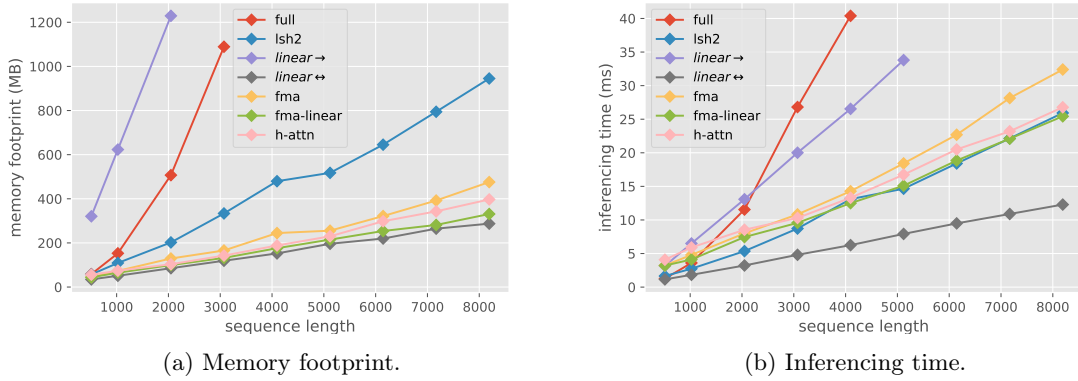 1200
1000
800
600
400
200
0
memory footprint (MB)
1000 2000 3000 4000 5000 6000 7000 8000
sequence length
full
lsh2
linear→
linear↔
fma
fma-linear
h-attn
(a) Memory footprint.
40
35
30
25
20
15
10
5
0
inferencing time (ms)
1000 2000 3000 4000 5000 6000 7000 8000
sequence length
full
lsh2
linear→
linear↔
fma
fma-linear
h-attn
(b) Inferencing time.